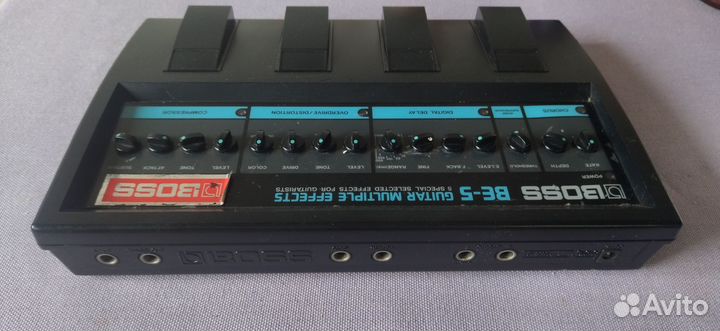 BOSS BE-5 GUITAR MULTIPLE EFFECTS
5 SPECIAL SELECTED EFFECTS FOR GUITARISTS
POWER
BOSS
RATE DEPTH THRESHOLD E.LEVEL F.BACK FINE RANGE LEVEL TONE DRIVE COLOR LEVEL TONE ATTACK
CHORUS
DIGITAL DELAY
OVERDRIVE/DISTORTION
COMPRESSOR
BOSS
Avito